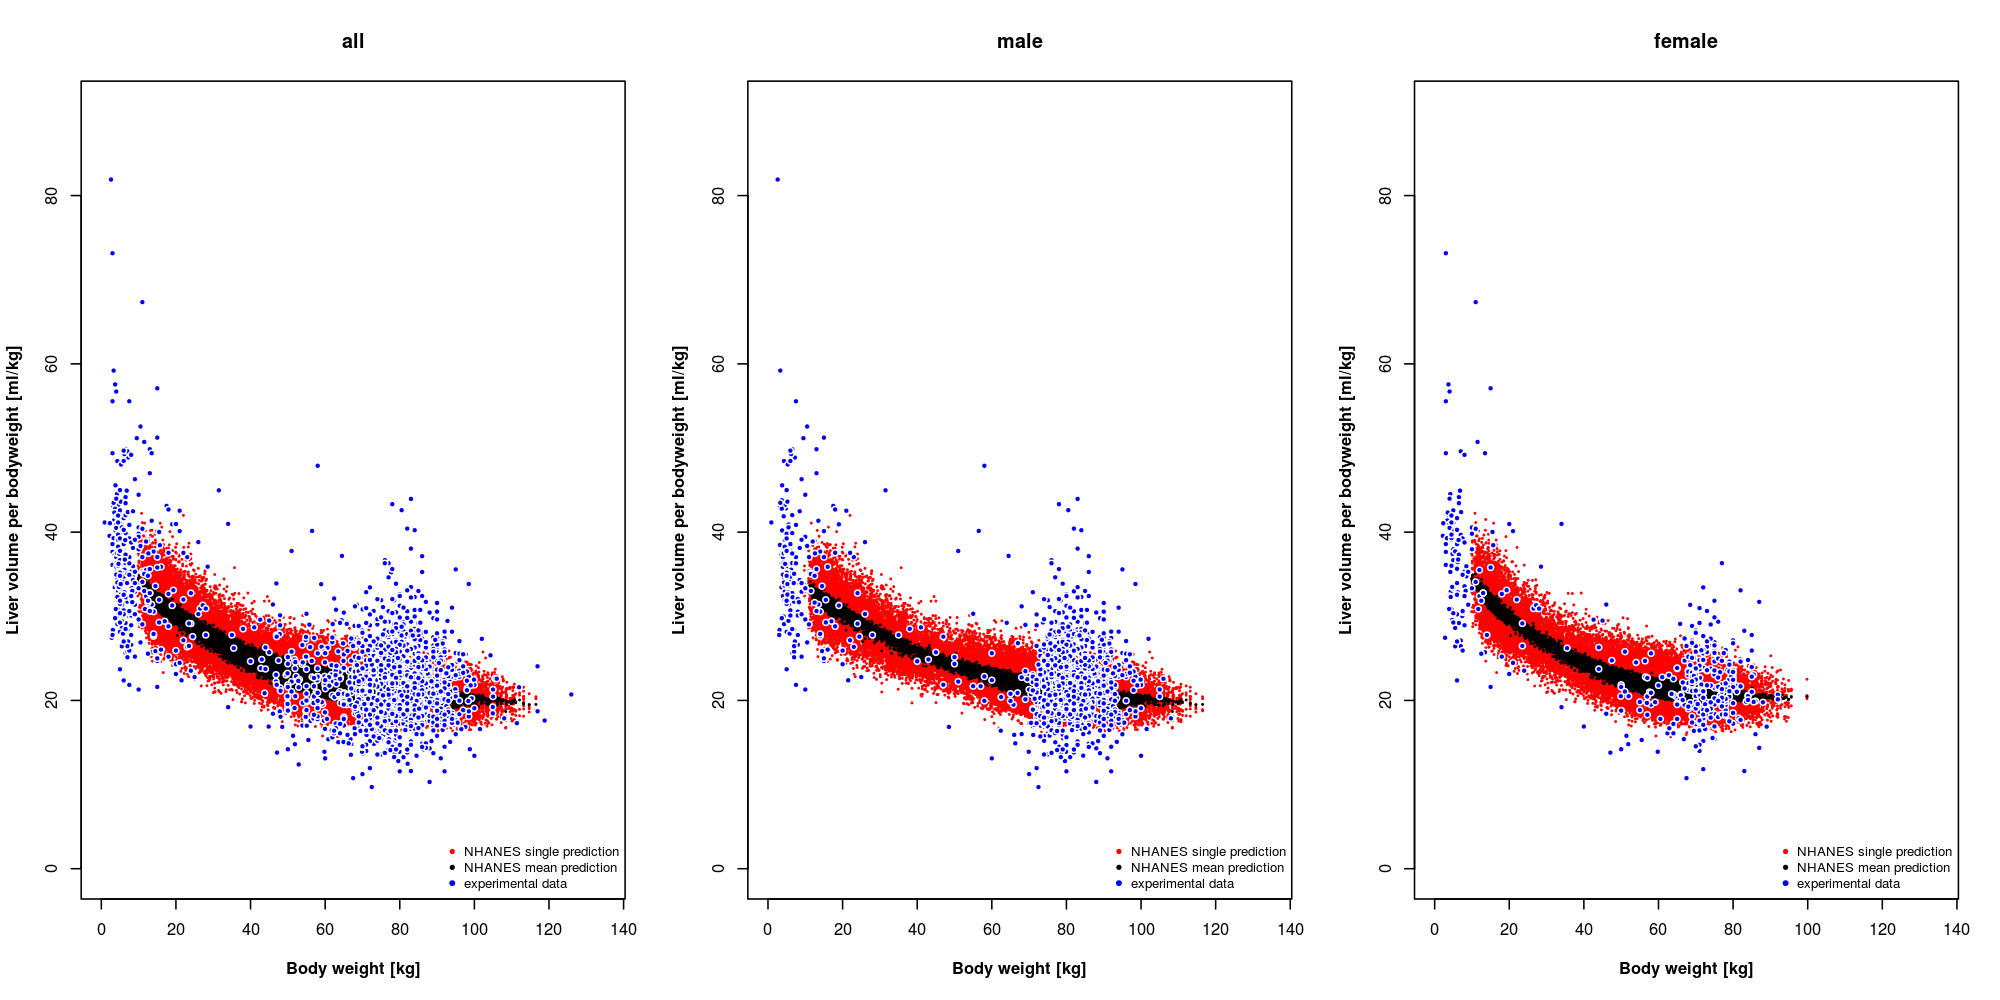 all
Liver volume per bodyweight [ml/kg]
80
60
40
20
0
NHANES single prediction
NHANES mean prediction
experimental data
0 20 40 60 80 100 120 140
Body weight [kg]
male
Liver volume per bodyweight [ml/kg]
80
60
40
20
0
NHANES single prediction
NHANES mean prediction
experimental data
0 20 40 60 80 100 120 140
Body weight [kg]
female
Liver volume per bodyweight [ml/kg]
80
60
40
20
0
NHANES single prediction
NHANES mean prediction
experimental data
0 20 40 60 80 100 120 140
Body weight [kg]